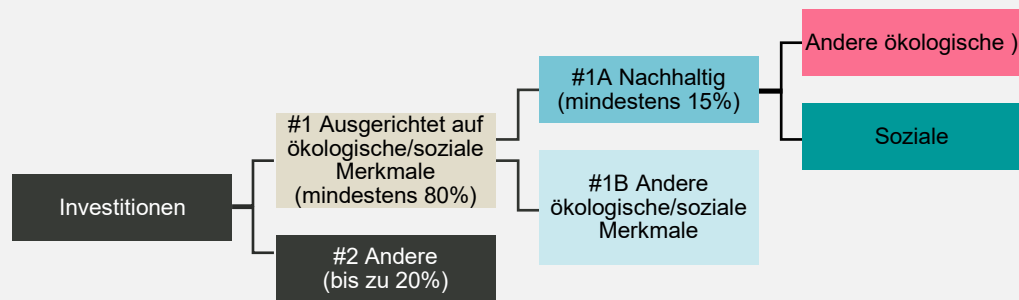 Investitionen
#1 Ausgerichtet auf
ökologische/soziale
Merkmale
(mindestens 80%)
#2 Andere
(bis zu 20%)
#1A Nachhaltig
(mindestens 15%)
#1B Andere
ökologische/soziale
Merkmale
Andere ökologische )
Soziale